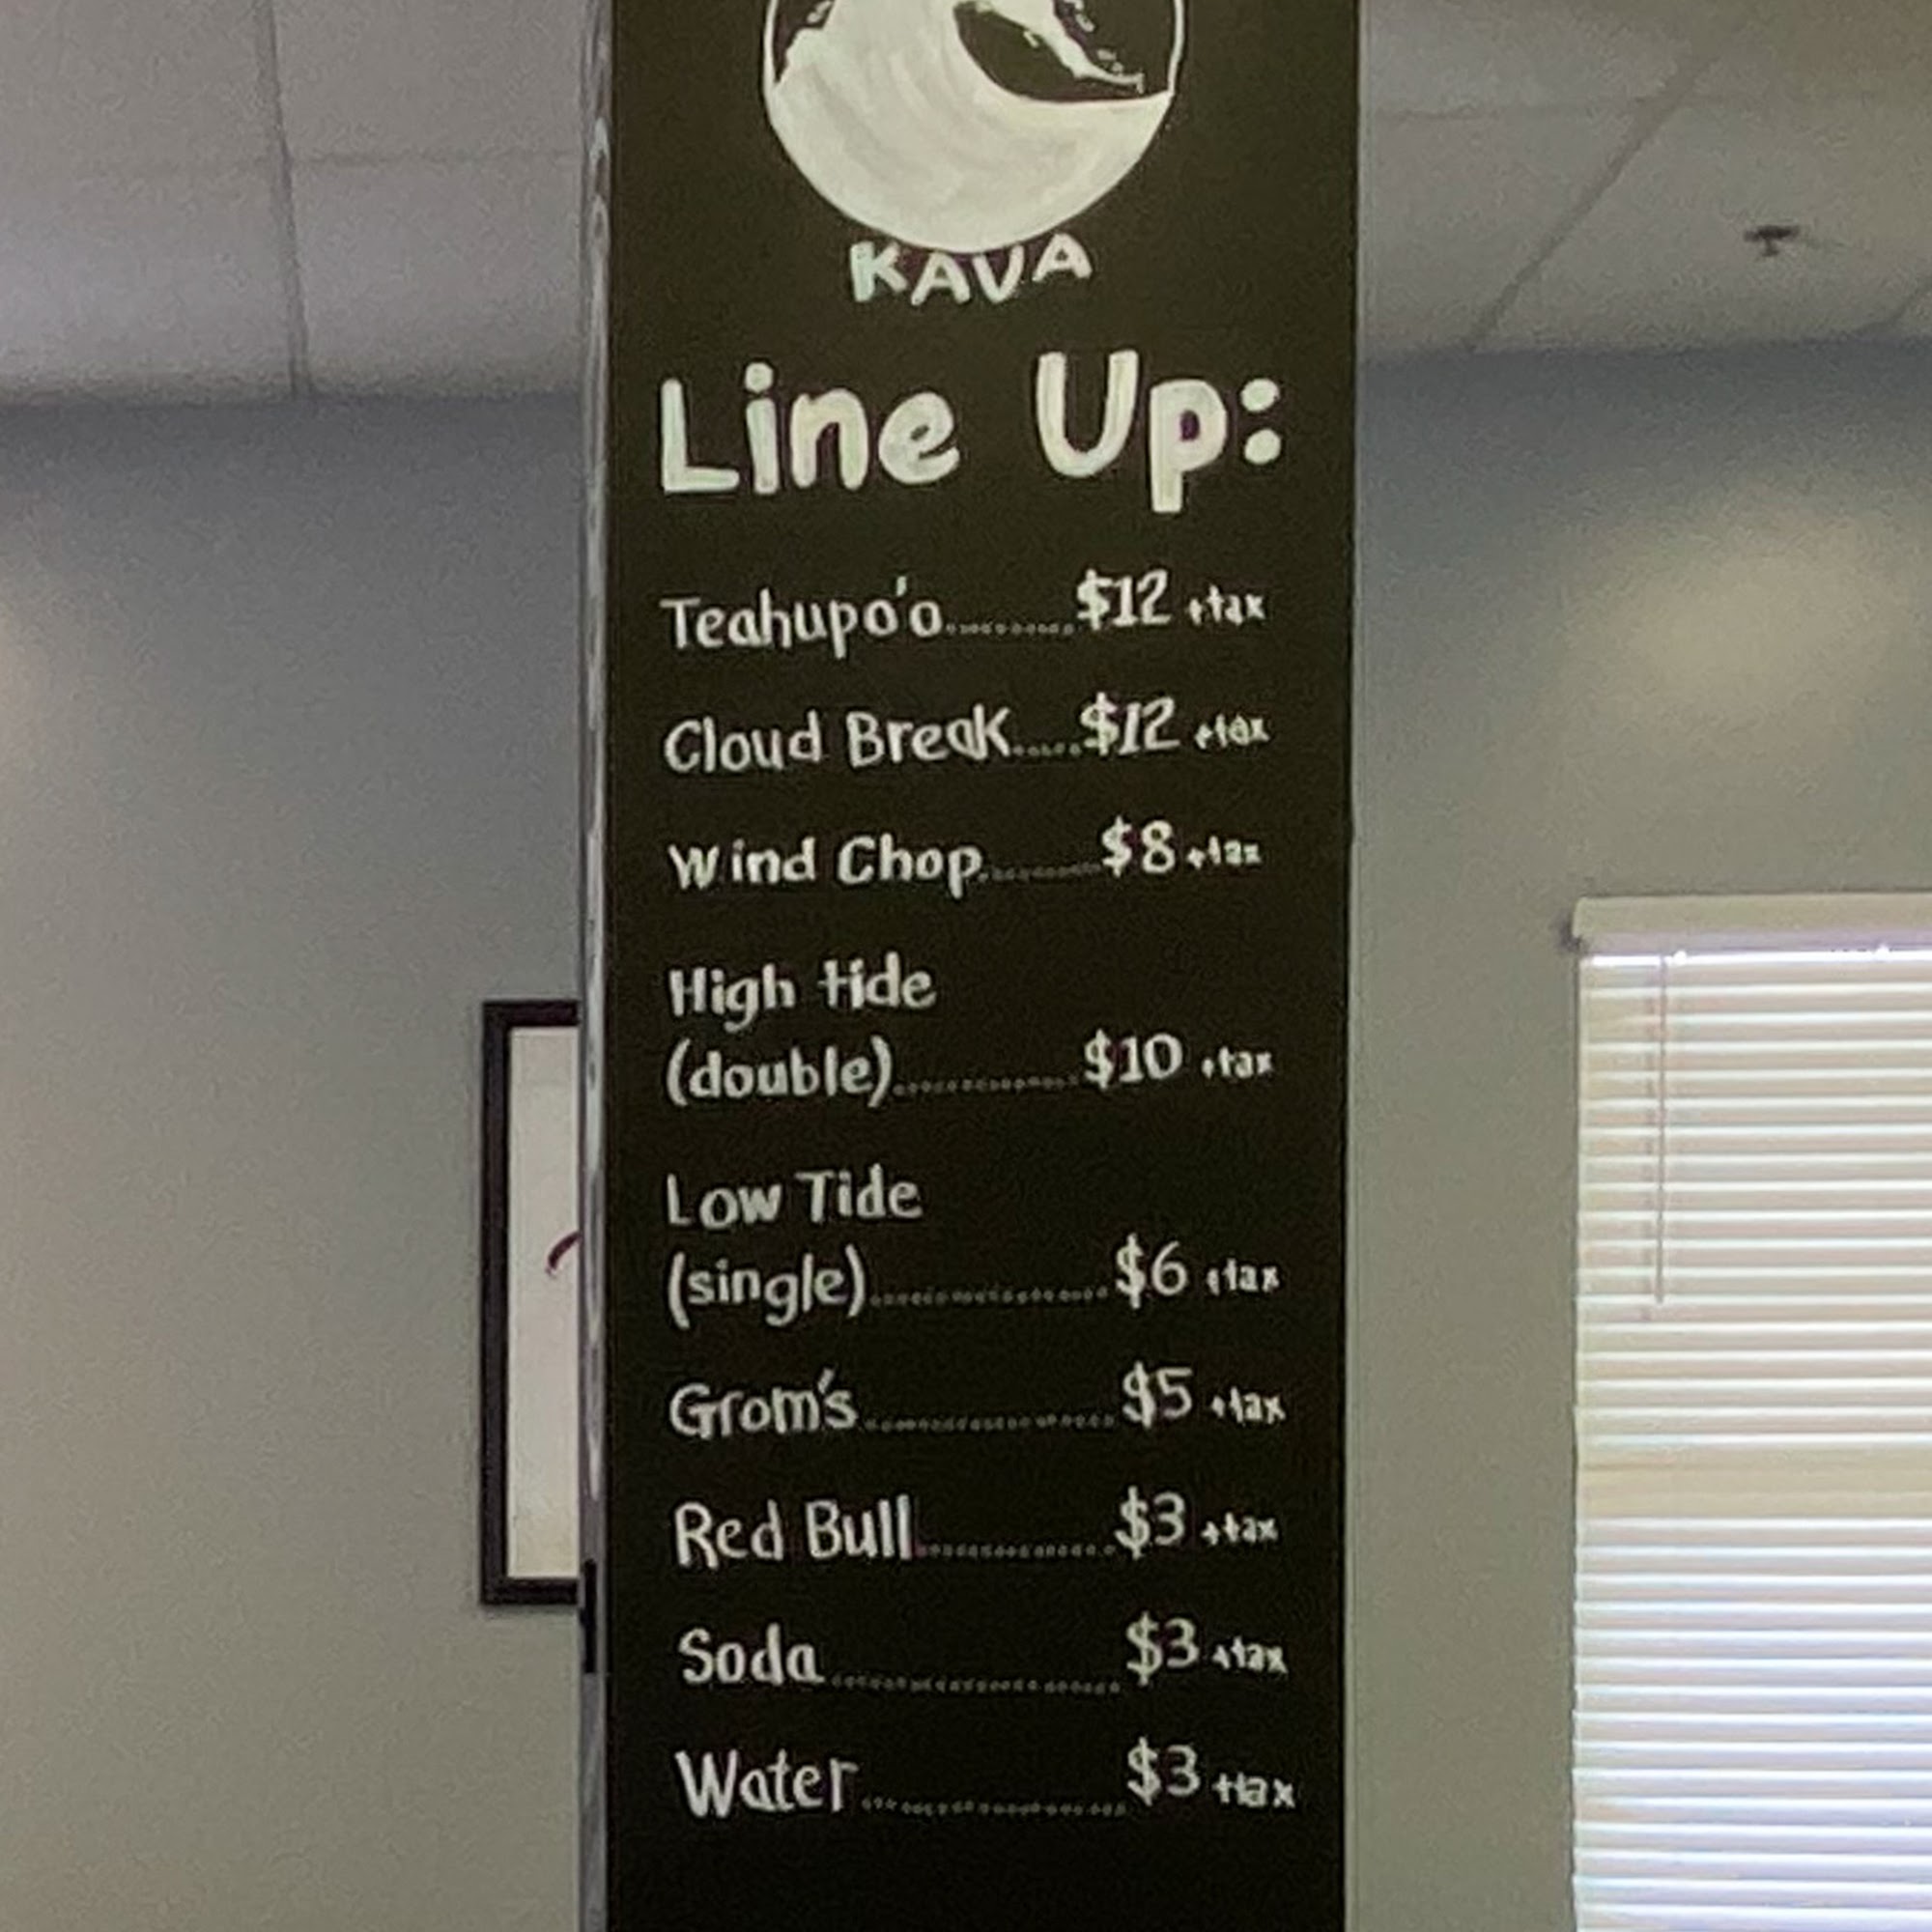 KAVA
Line Up:
Teahupo'o..........$12 +tax
Cloud Break.....$12 +tax
Wind Chop.........$8 +tax
High tide
(double).............$10 +tax
Low Tide
(single)................$6 +tax
Grom's.................$5 +tax
Red Bull..............$3 +tax
Soda....................$3 +tax
Water..................$3 +tax